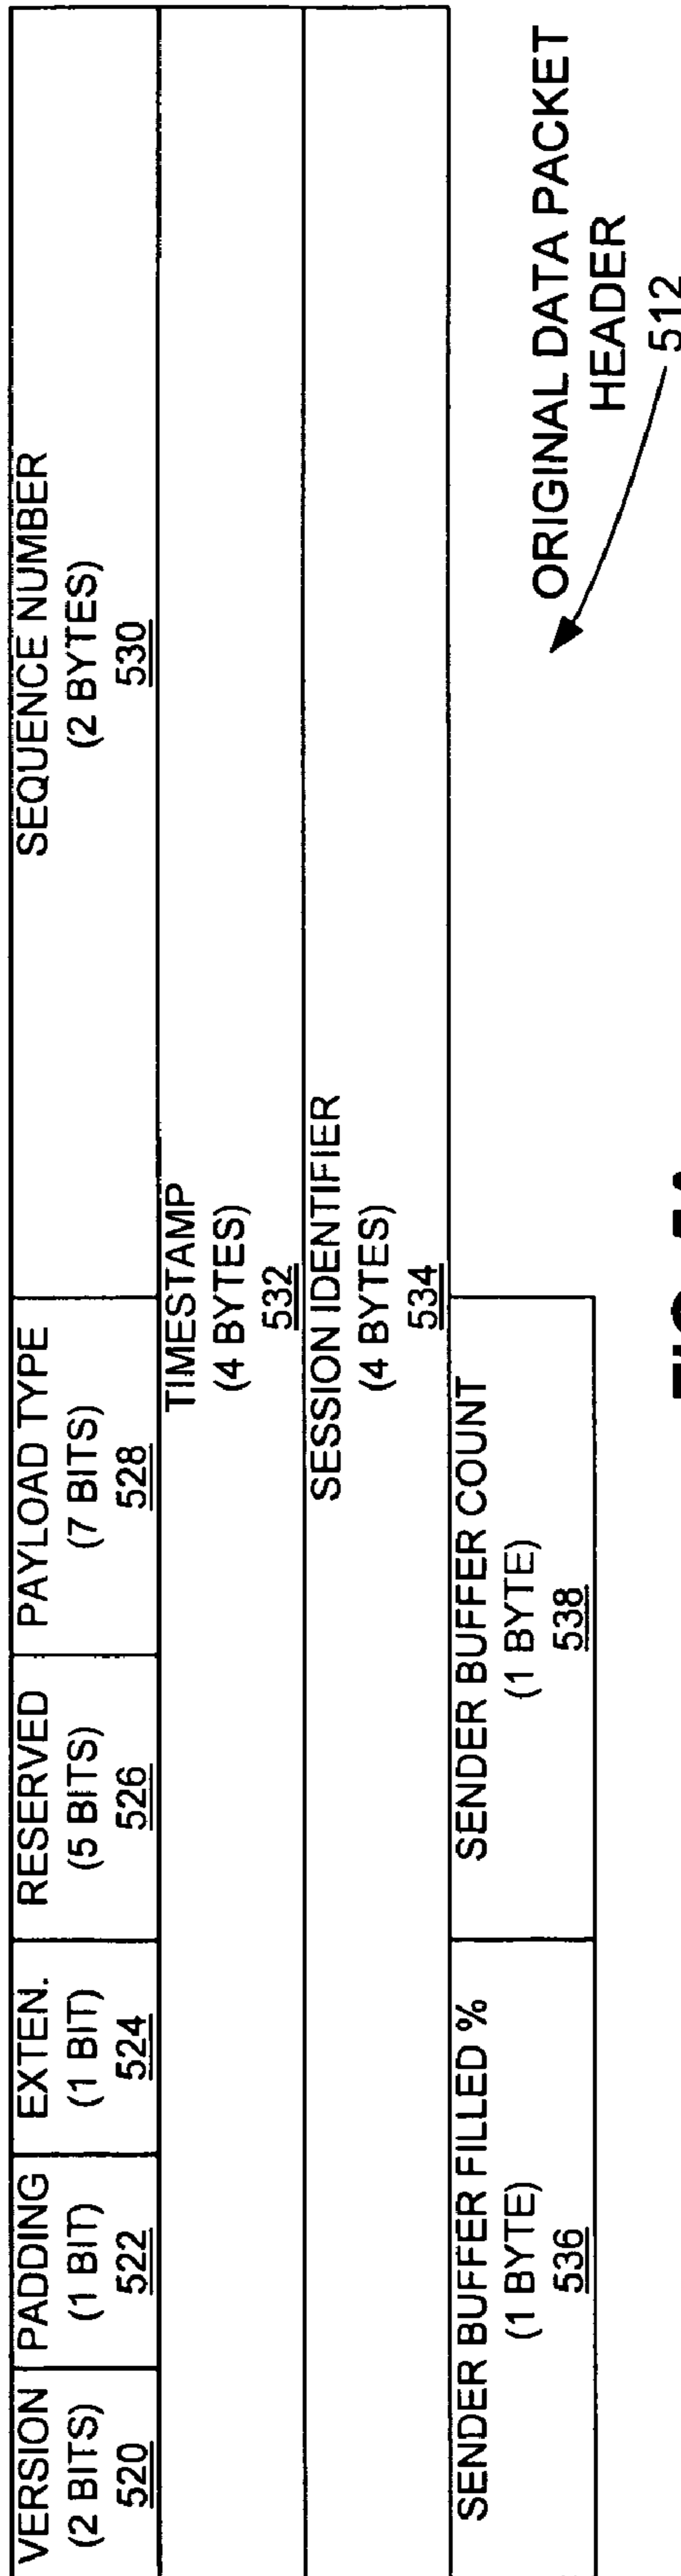 VERSION
(2 BITS)
520
PADDING
(1 BIT)
522
EXTEN.
(1 BIT)
524
RESERVED
(5 BITS)
526
PAYLOAD TYPE
(7 BITS)
528
SEQUENCE NUMBER
(2 BYTES)
530
TIMESTAMP
(4 BYTES)
532
SESSION IDENTIFIER
(4 BYTES)
534
SENDER BUFFER FILLED %
(1 BYTE)
536
SENDER BUFFER COUNT
(1 BYTE)
538
ORIGINAL DATA PACKET
HEADER
512